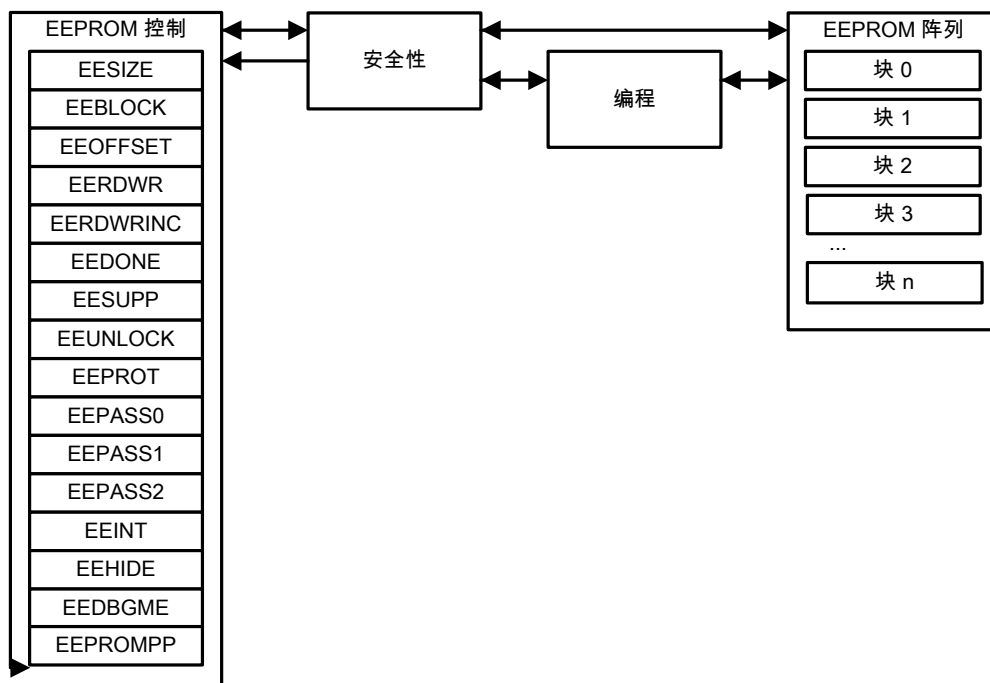 EEPROM 控制
EESIZE
EEBLOCK
EEOFFSET
EERDWR
EERDWRINC
EEDONE
EESUPP
EEUNLOCK
EEPROT
EEPASS0
EEPASS1
EEPASS2
EEINT
EEHIDE
EEDBGME
EEPROMPP
安全性
编程
EEPROM 阵列
块 0
块 1
块 2
块 3
...
块 n